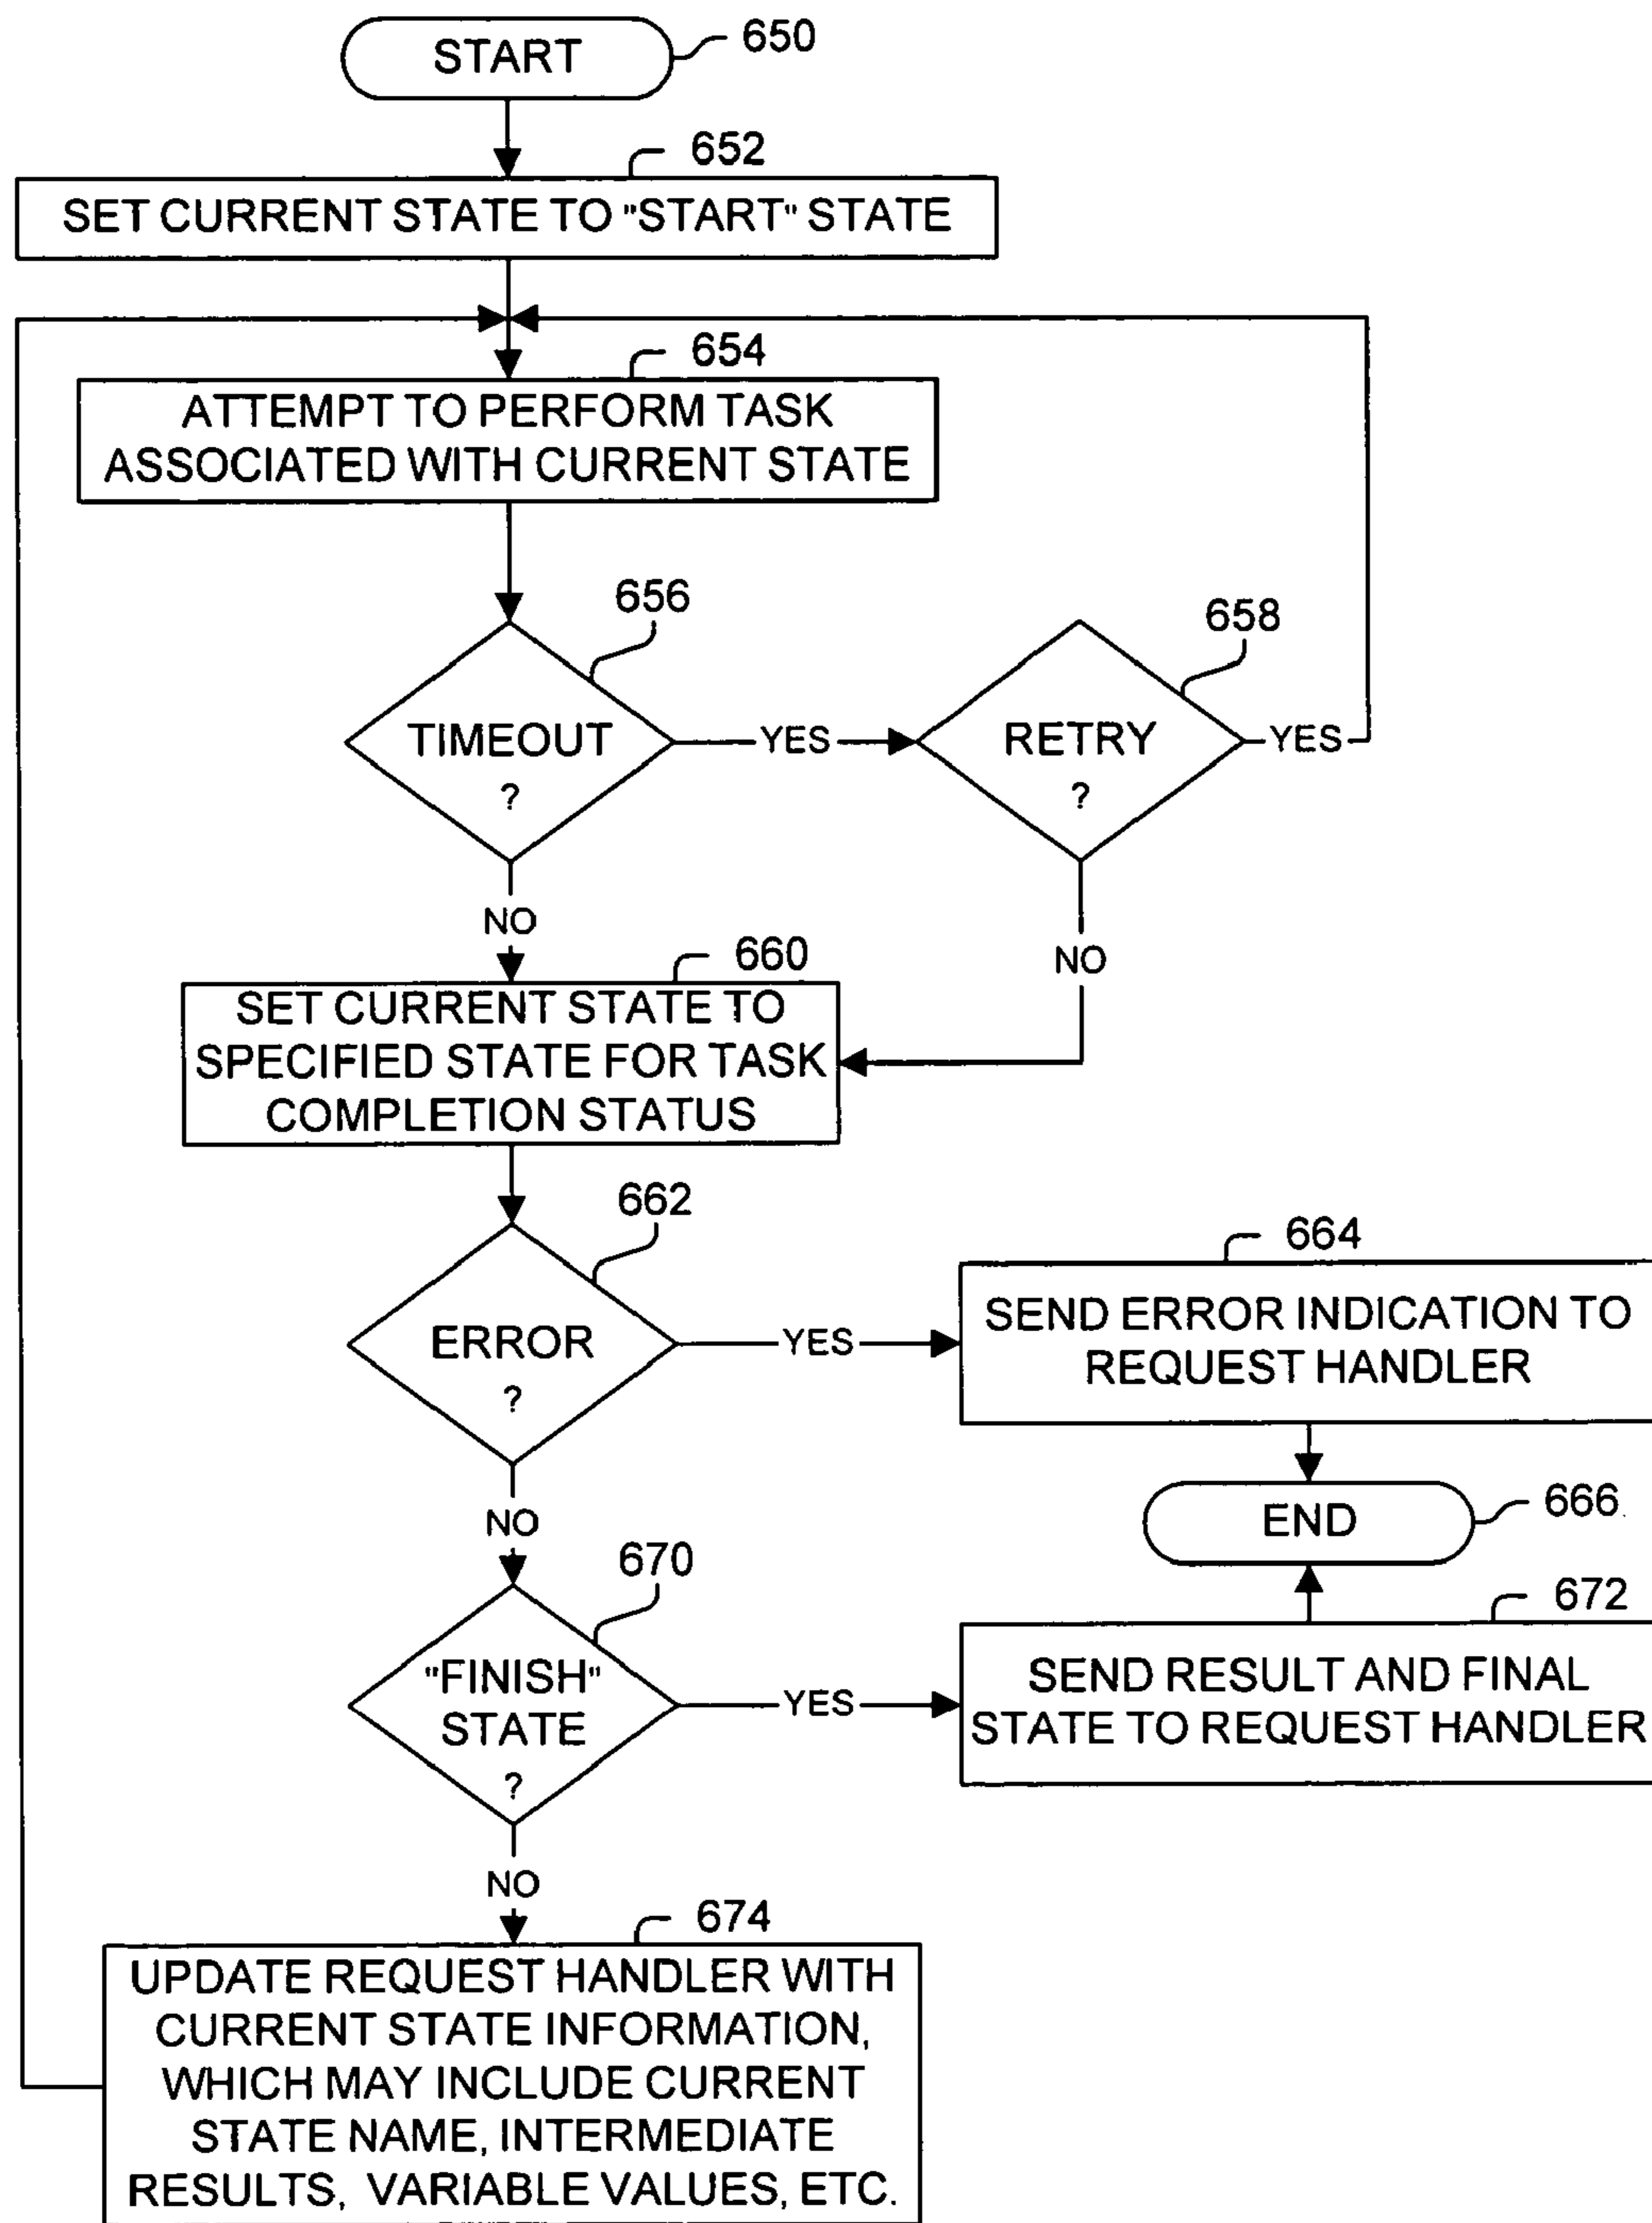 START
650
652
SET CURRENT STATE TO "START" STATE
654
ATTEMPT TO PERFORM TASK
ASSOCIATED WITH CURRENT STATE
656
658
TIMEOUT
?
YES
RETRY
?
YES
NO
NO
660
SET CURRENT STATE TO
SPECIFIED STATE FOR TASK
COMPLETION STATUS
662
ERROR
?
YES
664
SEND ERROR INDICATION TO
REQUEST HANDLER
END
666
NO
670
"FINISH"
STATE
?
YES
672
SEND RESULT AND FINAL
STATE TO REQUEST HANDLER
NO
674
UPDATE REQUEST HANDLER WITH
CURRENT STATE INFORMATION,
WHICH MAY INCLUDE CURRENT
STATE NAME, INTERMEDIATE
RESULTS, VARIABLE VALUES, ETC.